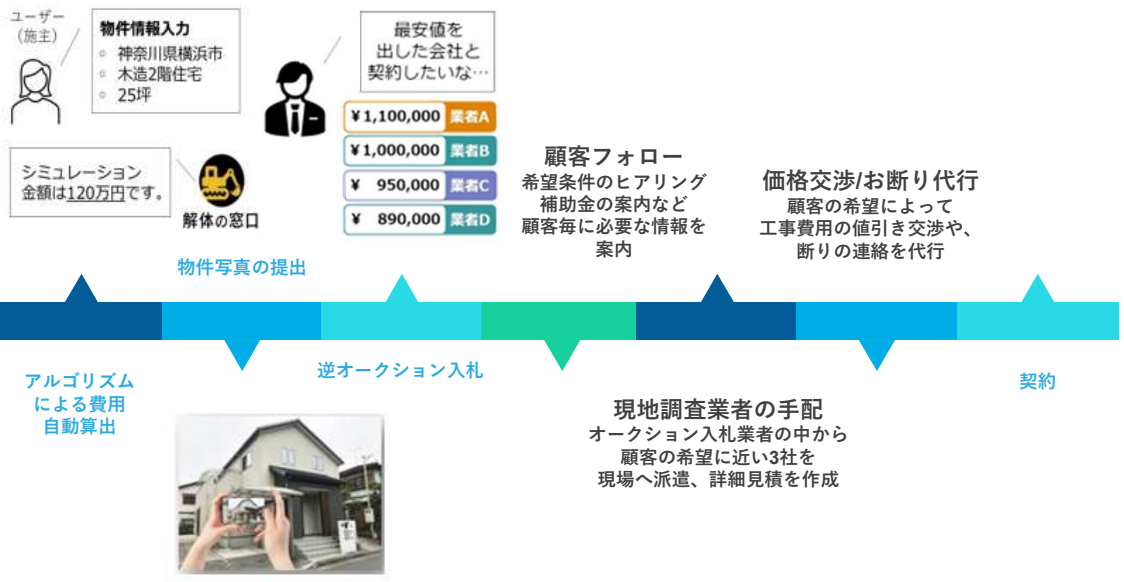 ユーザー
（施主）
物件情報入力
神奈川県横浜市
木造2階住宅
25坪
シミュレーション
金額は120万円です。
解体の窓口
最安値を
出した会社と
契約したいな…
¥1,100,000 業者A
¥1,000,000 業者B
¥ 950,000 業者C
¥ 890,000 業者D
顧客フォロー
希望条件のヒアリング
補助金の案内など
顧客毎に必要な情報を
案内
価格交渉/お断り代行
顧客の希望によって
工事費用の値引き交渉や、
断りの連絡を代行
物件写真の提出
アルゴリズム
による費用
自動算出
逆オークション入札
現地調査業者の手配
オークション入札業者の中から
顧客の希望に近い3社を
現場へ派遣、詳細見積を作成
契約